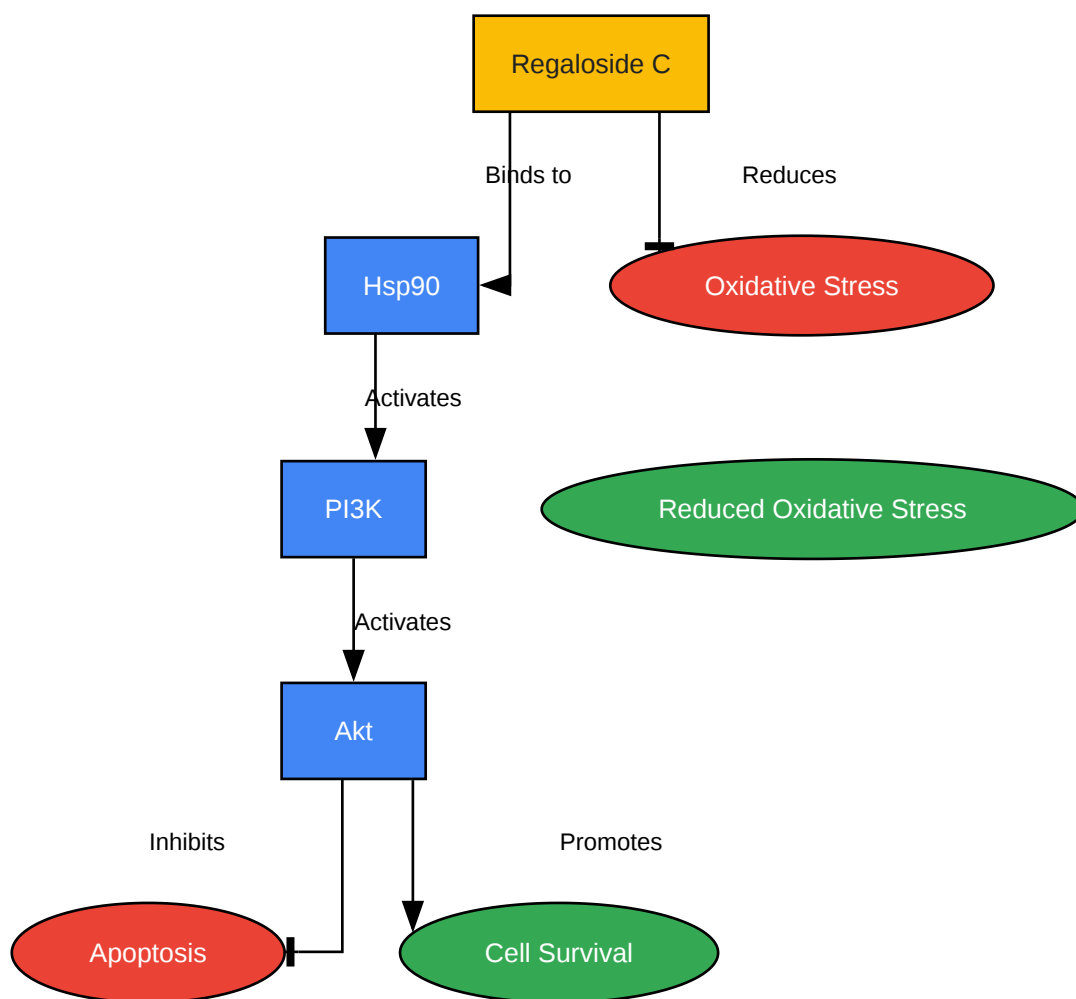 Regaloside C
Binds to
Reduces
Hsp90
Oxidative Stress
Activates
PI3K
Reduced Oxidative Stress
Activates
Akt
Inhibits
Promotes
Apoptosis
Cell Survival